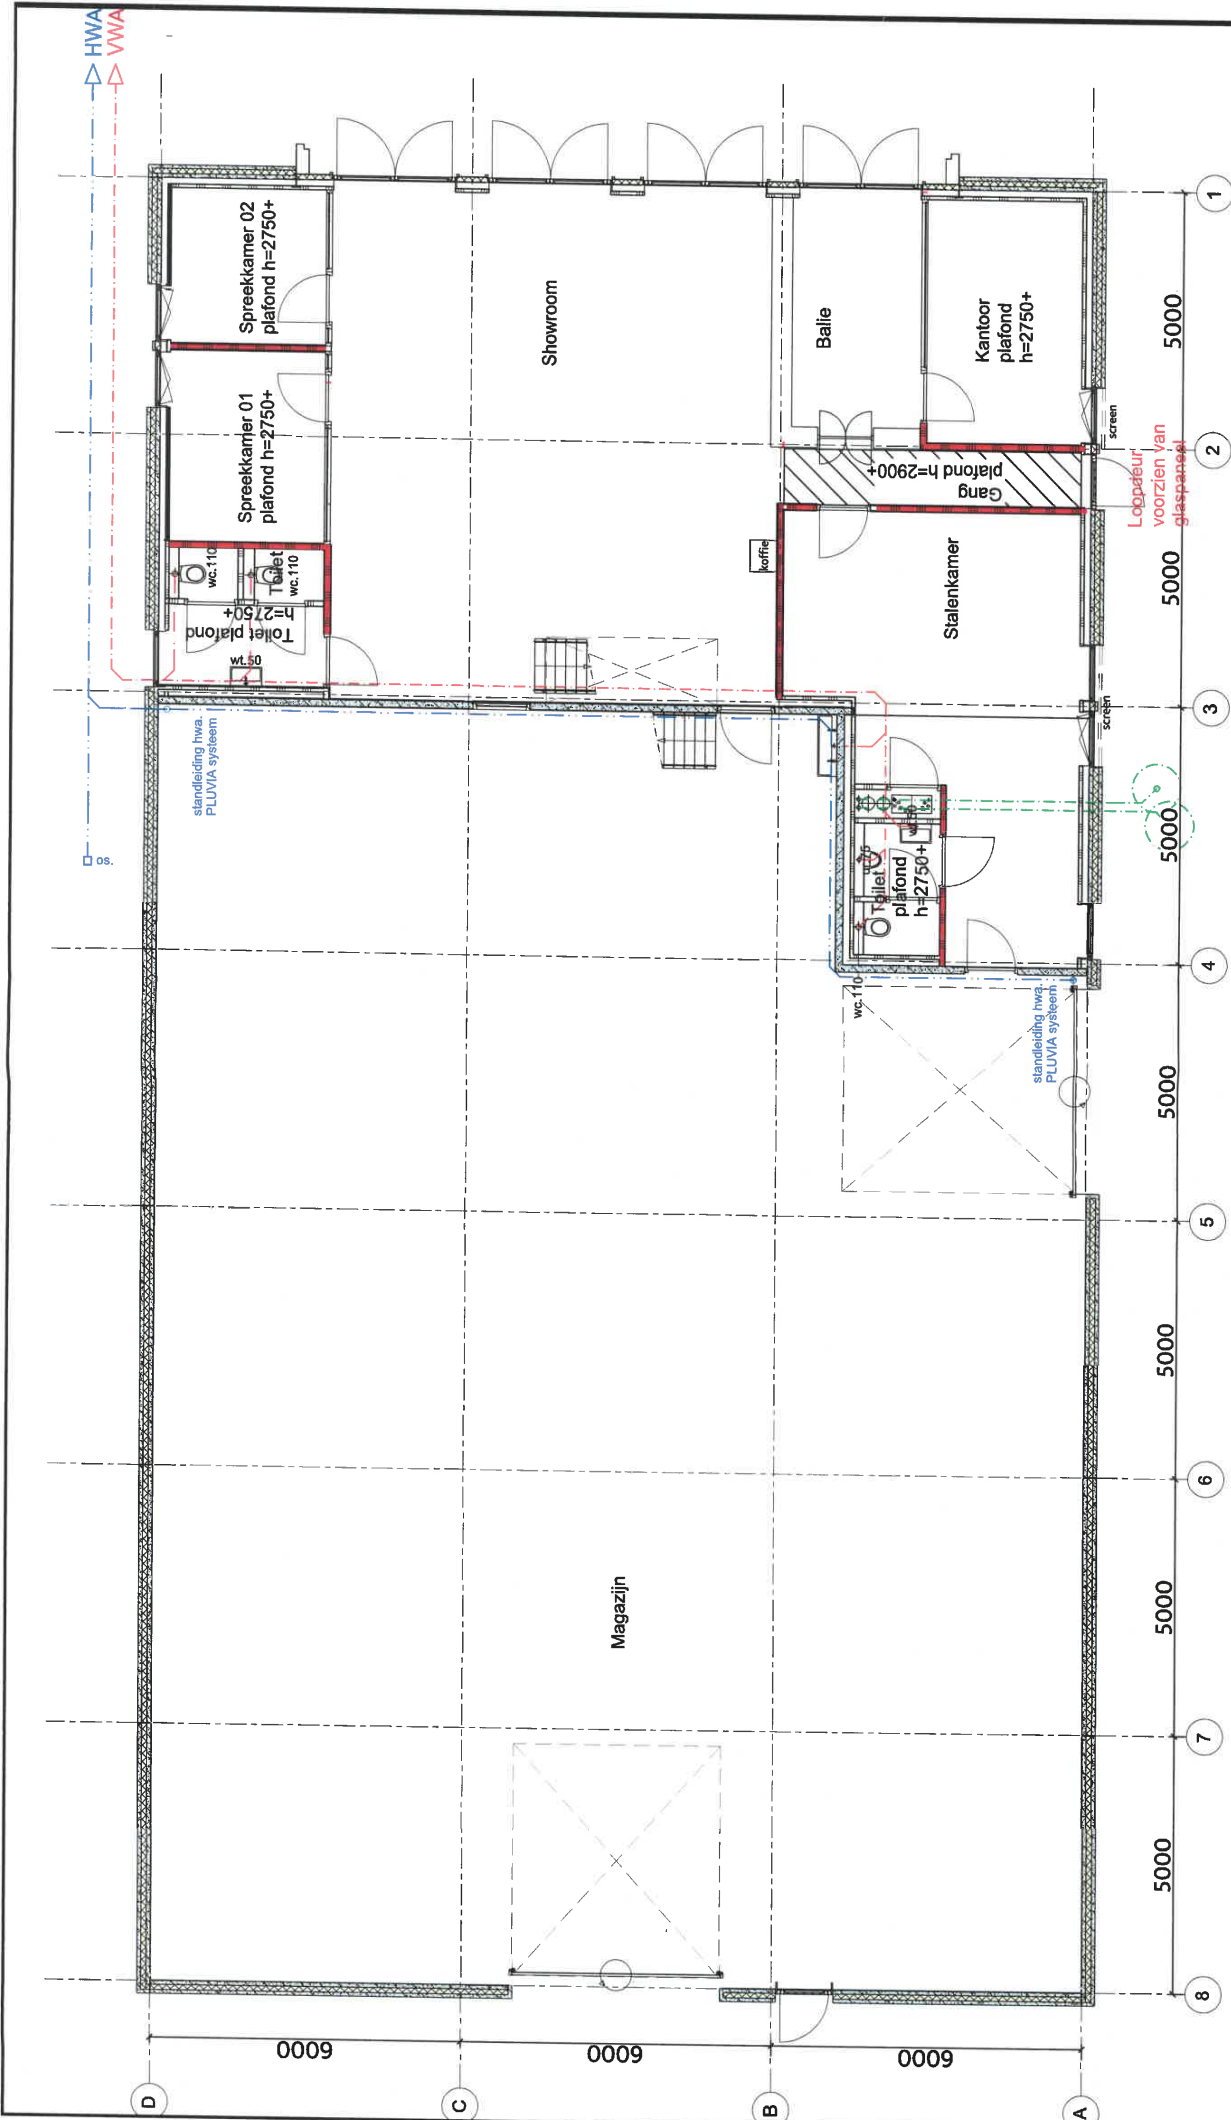 HWA
VWA
Spreekkamer 02
plafond h=2750+
Spreekkamer 01
plafond h=2750+
wc.110
Toilet
wc.110
Toilet plafond
h=2750+
wt.50
Showroom
Balie
Kantoor
plafond
h=2750+
screen
Gang
plafond h=2900+
Loopdeur
voorzien van
glaspaneel
koffie
Stalenkamer
screen
standleiding hwa.
PLUVIA systeem
os.
Toilet
plafond
h=2750+
wc.110
standleiding hwa.
PLUVIA systeem
Magazijn
5000
5000
5000
5000
5000
5000
5000
1
2
3
4
5
6
7
8
6000
6000
6000
D
C
B
A